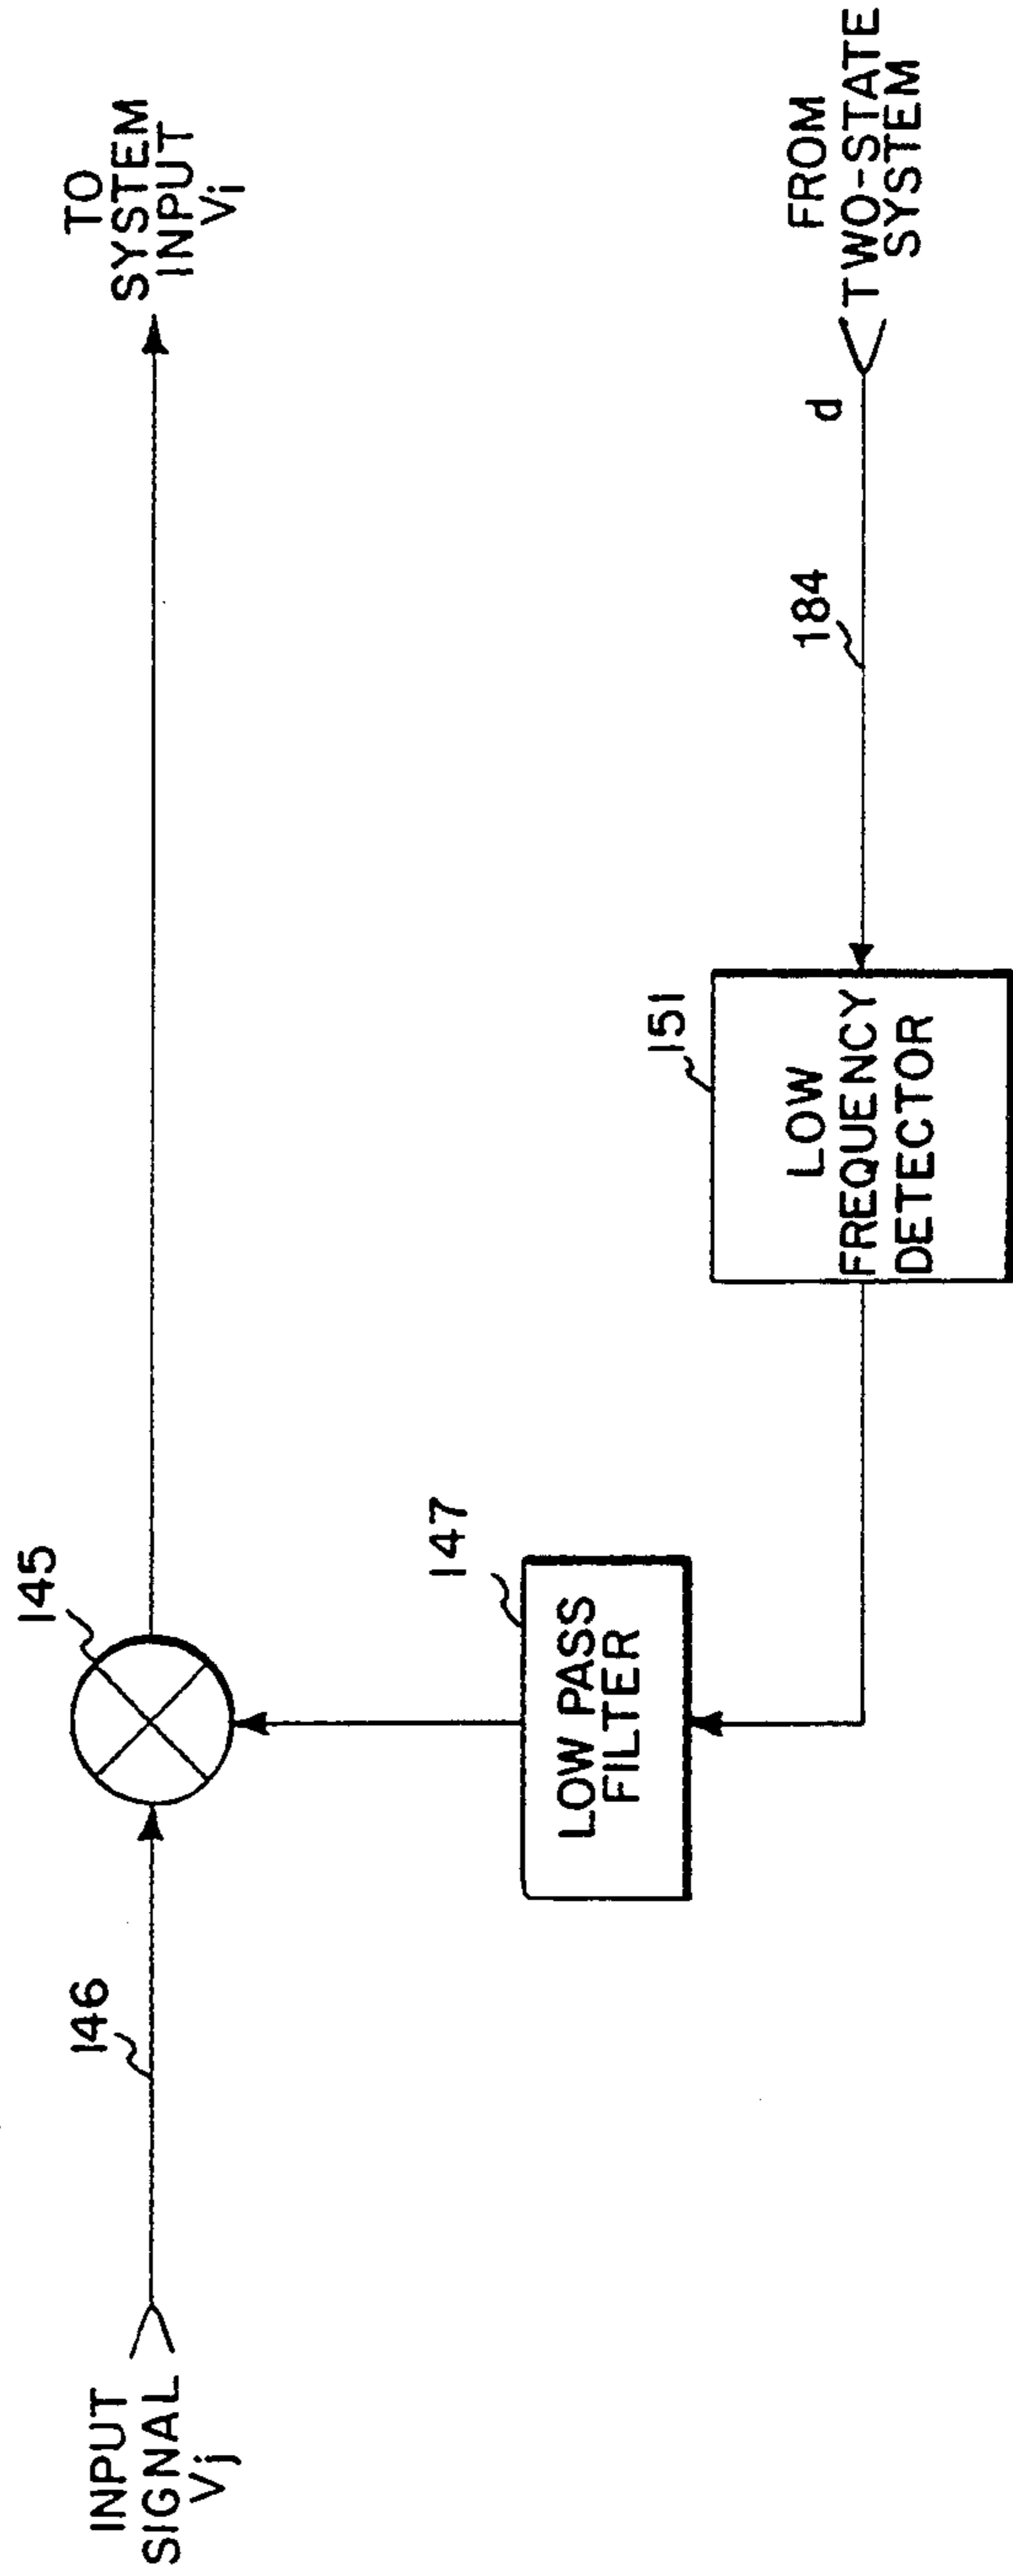 INPUT
SIGNAL
Vj
146
145
TO
SYSTEM
INPUT
Vi
147
LOW PASS
FILTER
151
LOW
FREQUENCY
DETECTOR
184
d
FROM
TWO-STATE
SYSTEM